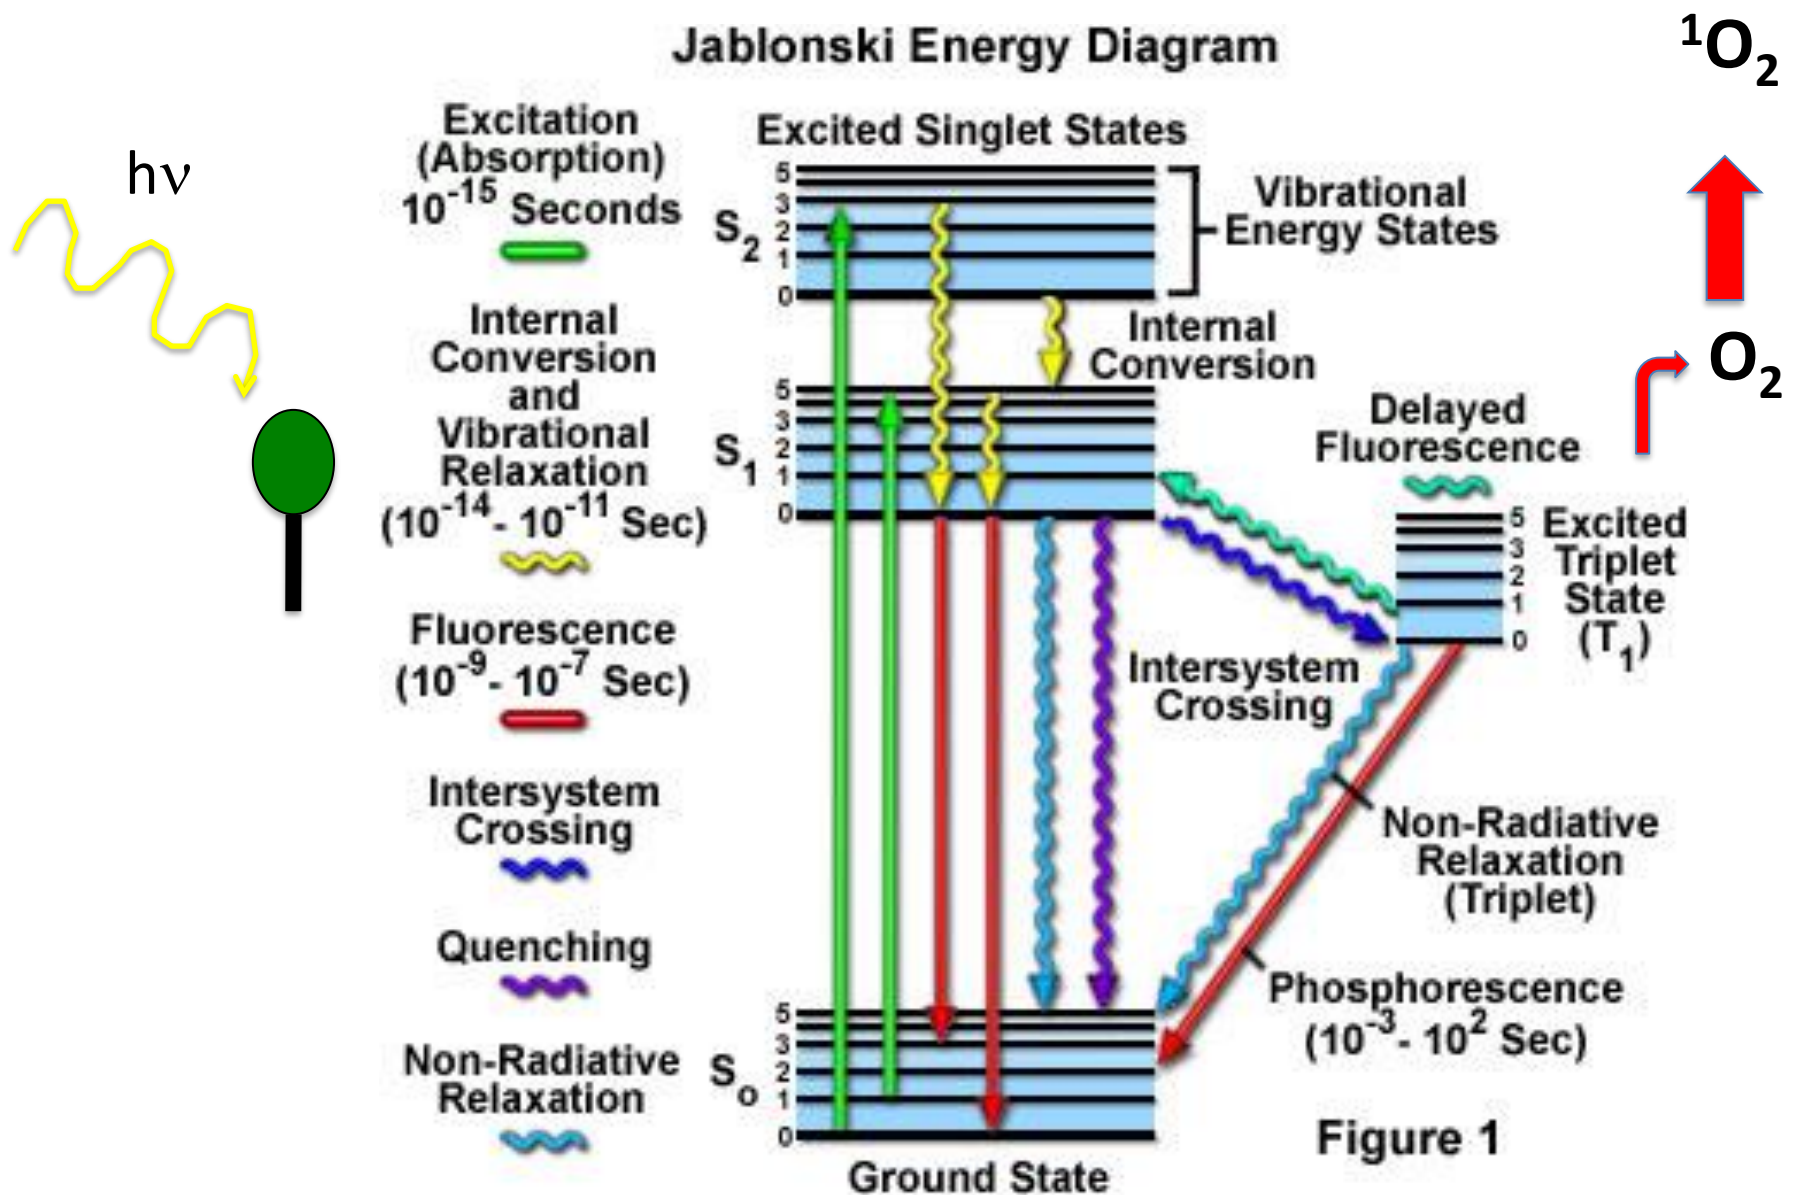 Jablonski Energy Diagram
¹O₂
hν
Excitation
(Absorption)
10⁻¹⁵ Seconds
Internal
Conversion
and
Vibrational
Relaxation
(10⁻¹⁴- 10⁻¹¹ Sec)
Fluorescence
(10⁻⁹- 10⁻⁷ Sec)
Intersystem
Crossing
Quenching
Non-Radiative
Relaxation
Excited Singlet States
S₂
5
3
2
1
0
Vibrational
Energy States
Internal
Conversion
S₁
5
3
2
1
0
O₂
Delayed
Fluorescence
5
3
2
1
0
Excited
Triplet
State
(T₁)
Intersystem
Crossing
Non-Radiative
Relaxation
(Triplet)
Phosphorescence
(10⁻³- 10² Sec)
Sₒ
5
3
2
1
0
Ground State
Figure 1